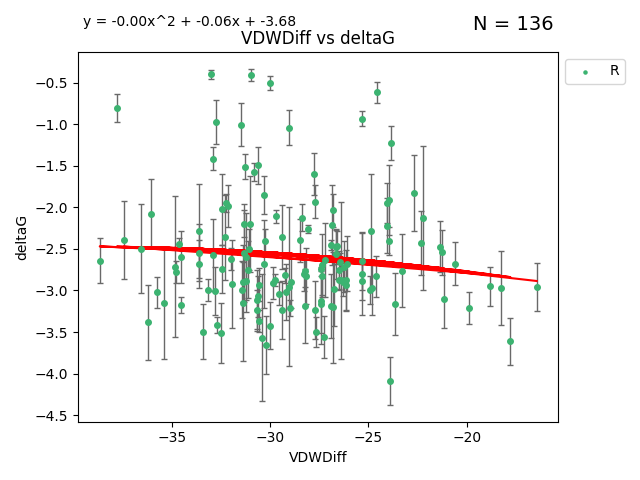 y = -0.00x^2 + -0.06x + -3.68
N = 136
VDWDiff vs deltaG
R
deltaG
−0.5
−1.0
−1.5
−2.0
−2.5
−3.0
−3.5
−4.0
−4.5
−35 −30 −25 −20
VDWDiff